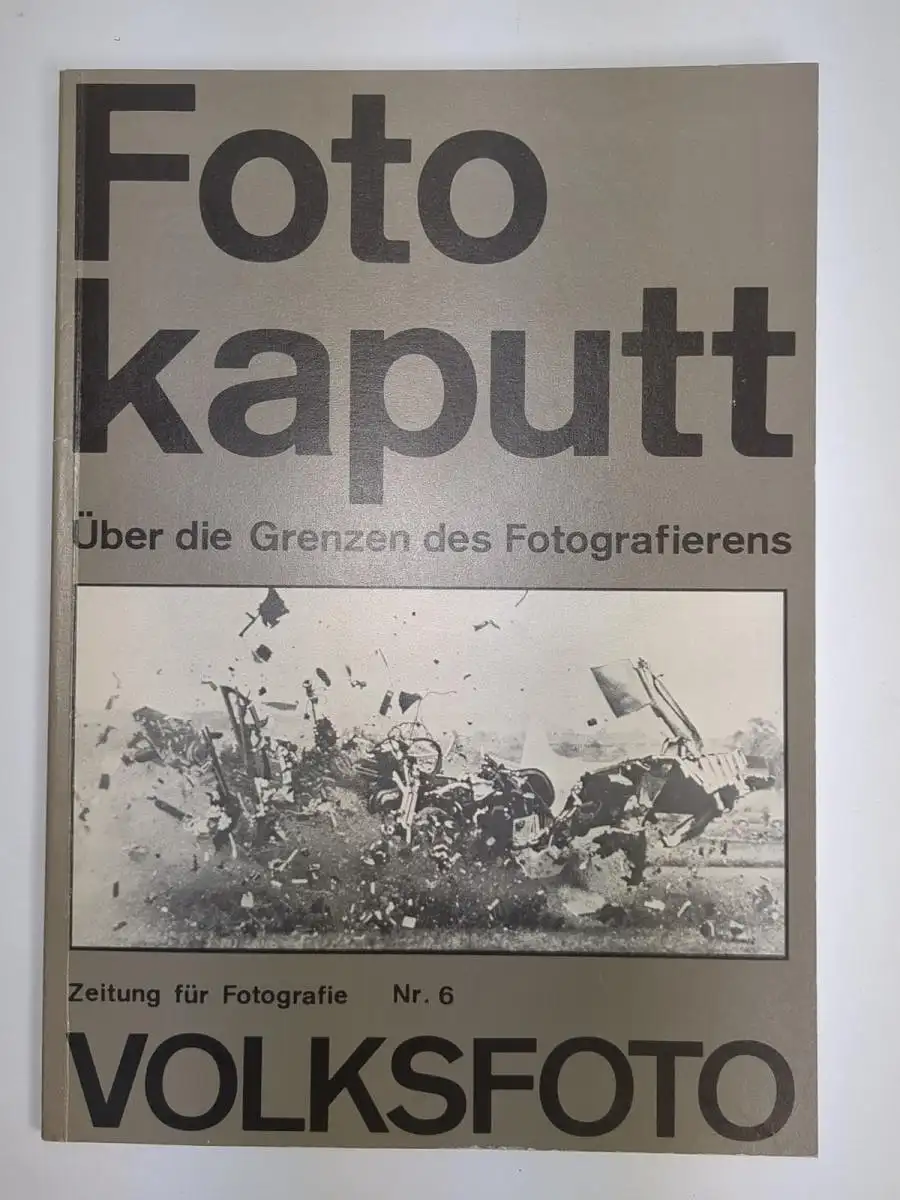 Foto
kaputt
Über die Grenzen des Fotografierens
Zeitung für Fotografie Nr. 6
VOLKSFOTO